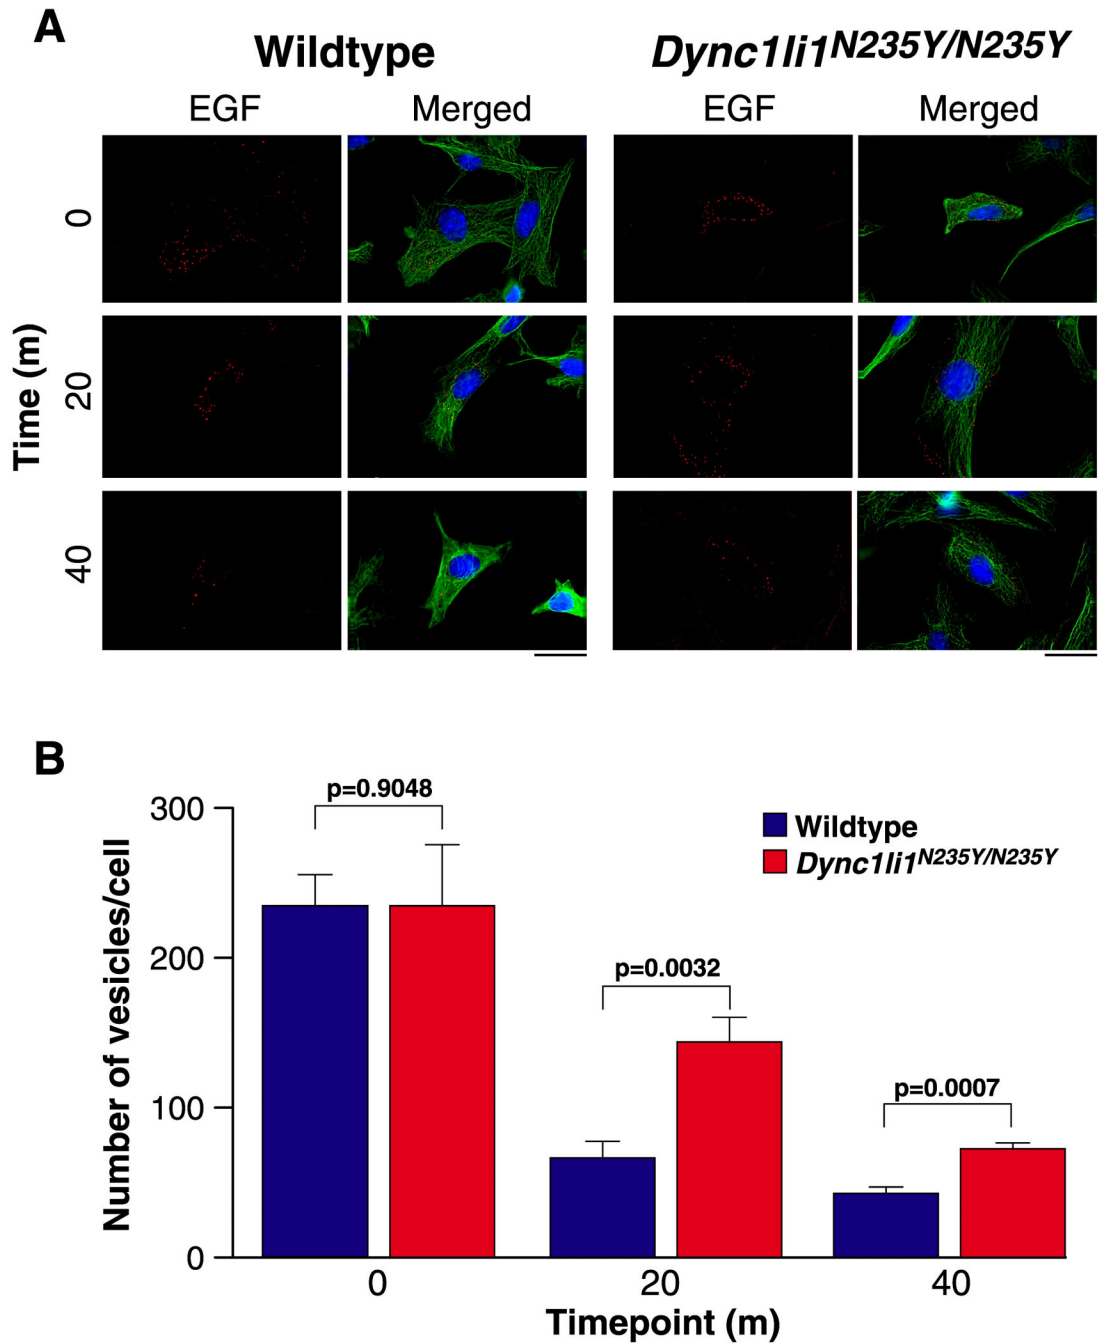 A
Wildtype
Dync1li1N235Y/N235Y
EGF
Merged
EGF
Merged
Time (m)
0
20
40
B
Number of vesicles/cell
300
200
100
0
p=0.9048
p=0.0032
p=0.0007
Wildtype
Dync1li1N235Y/N235Y
0
20
40
Timepoint (m)